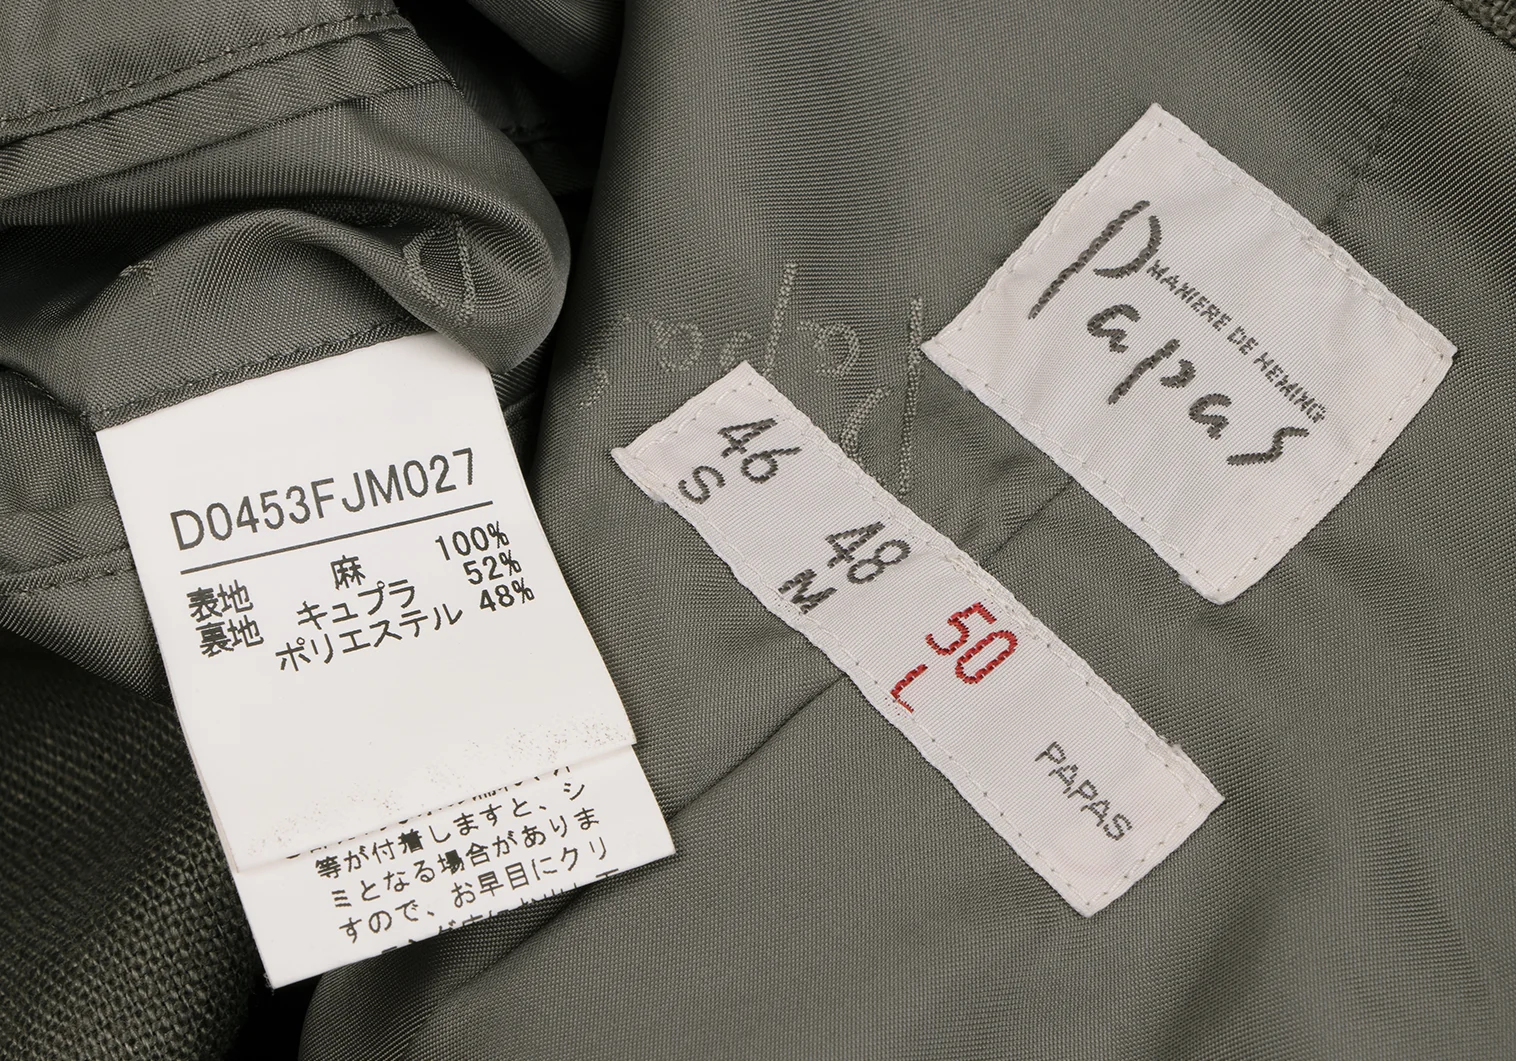 D0453FJM027
表地 麻 100%
裏地 キュプラ 52%
ポリエステル 48%
等が付着しますと、シ
ミとなる場合がありま
すので、お早目にクリ
46 48 50
S M L
PAPAS
Papas
MANIERE DE HEMING